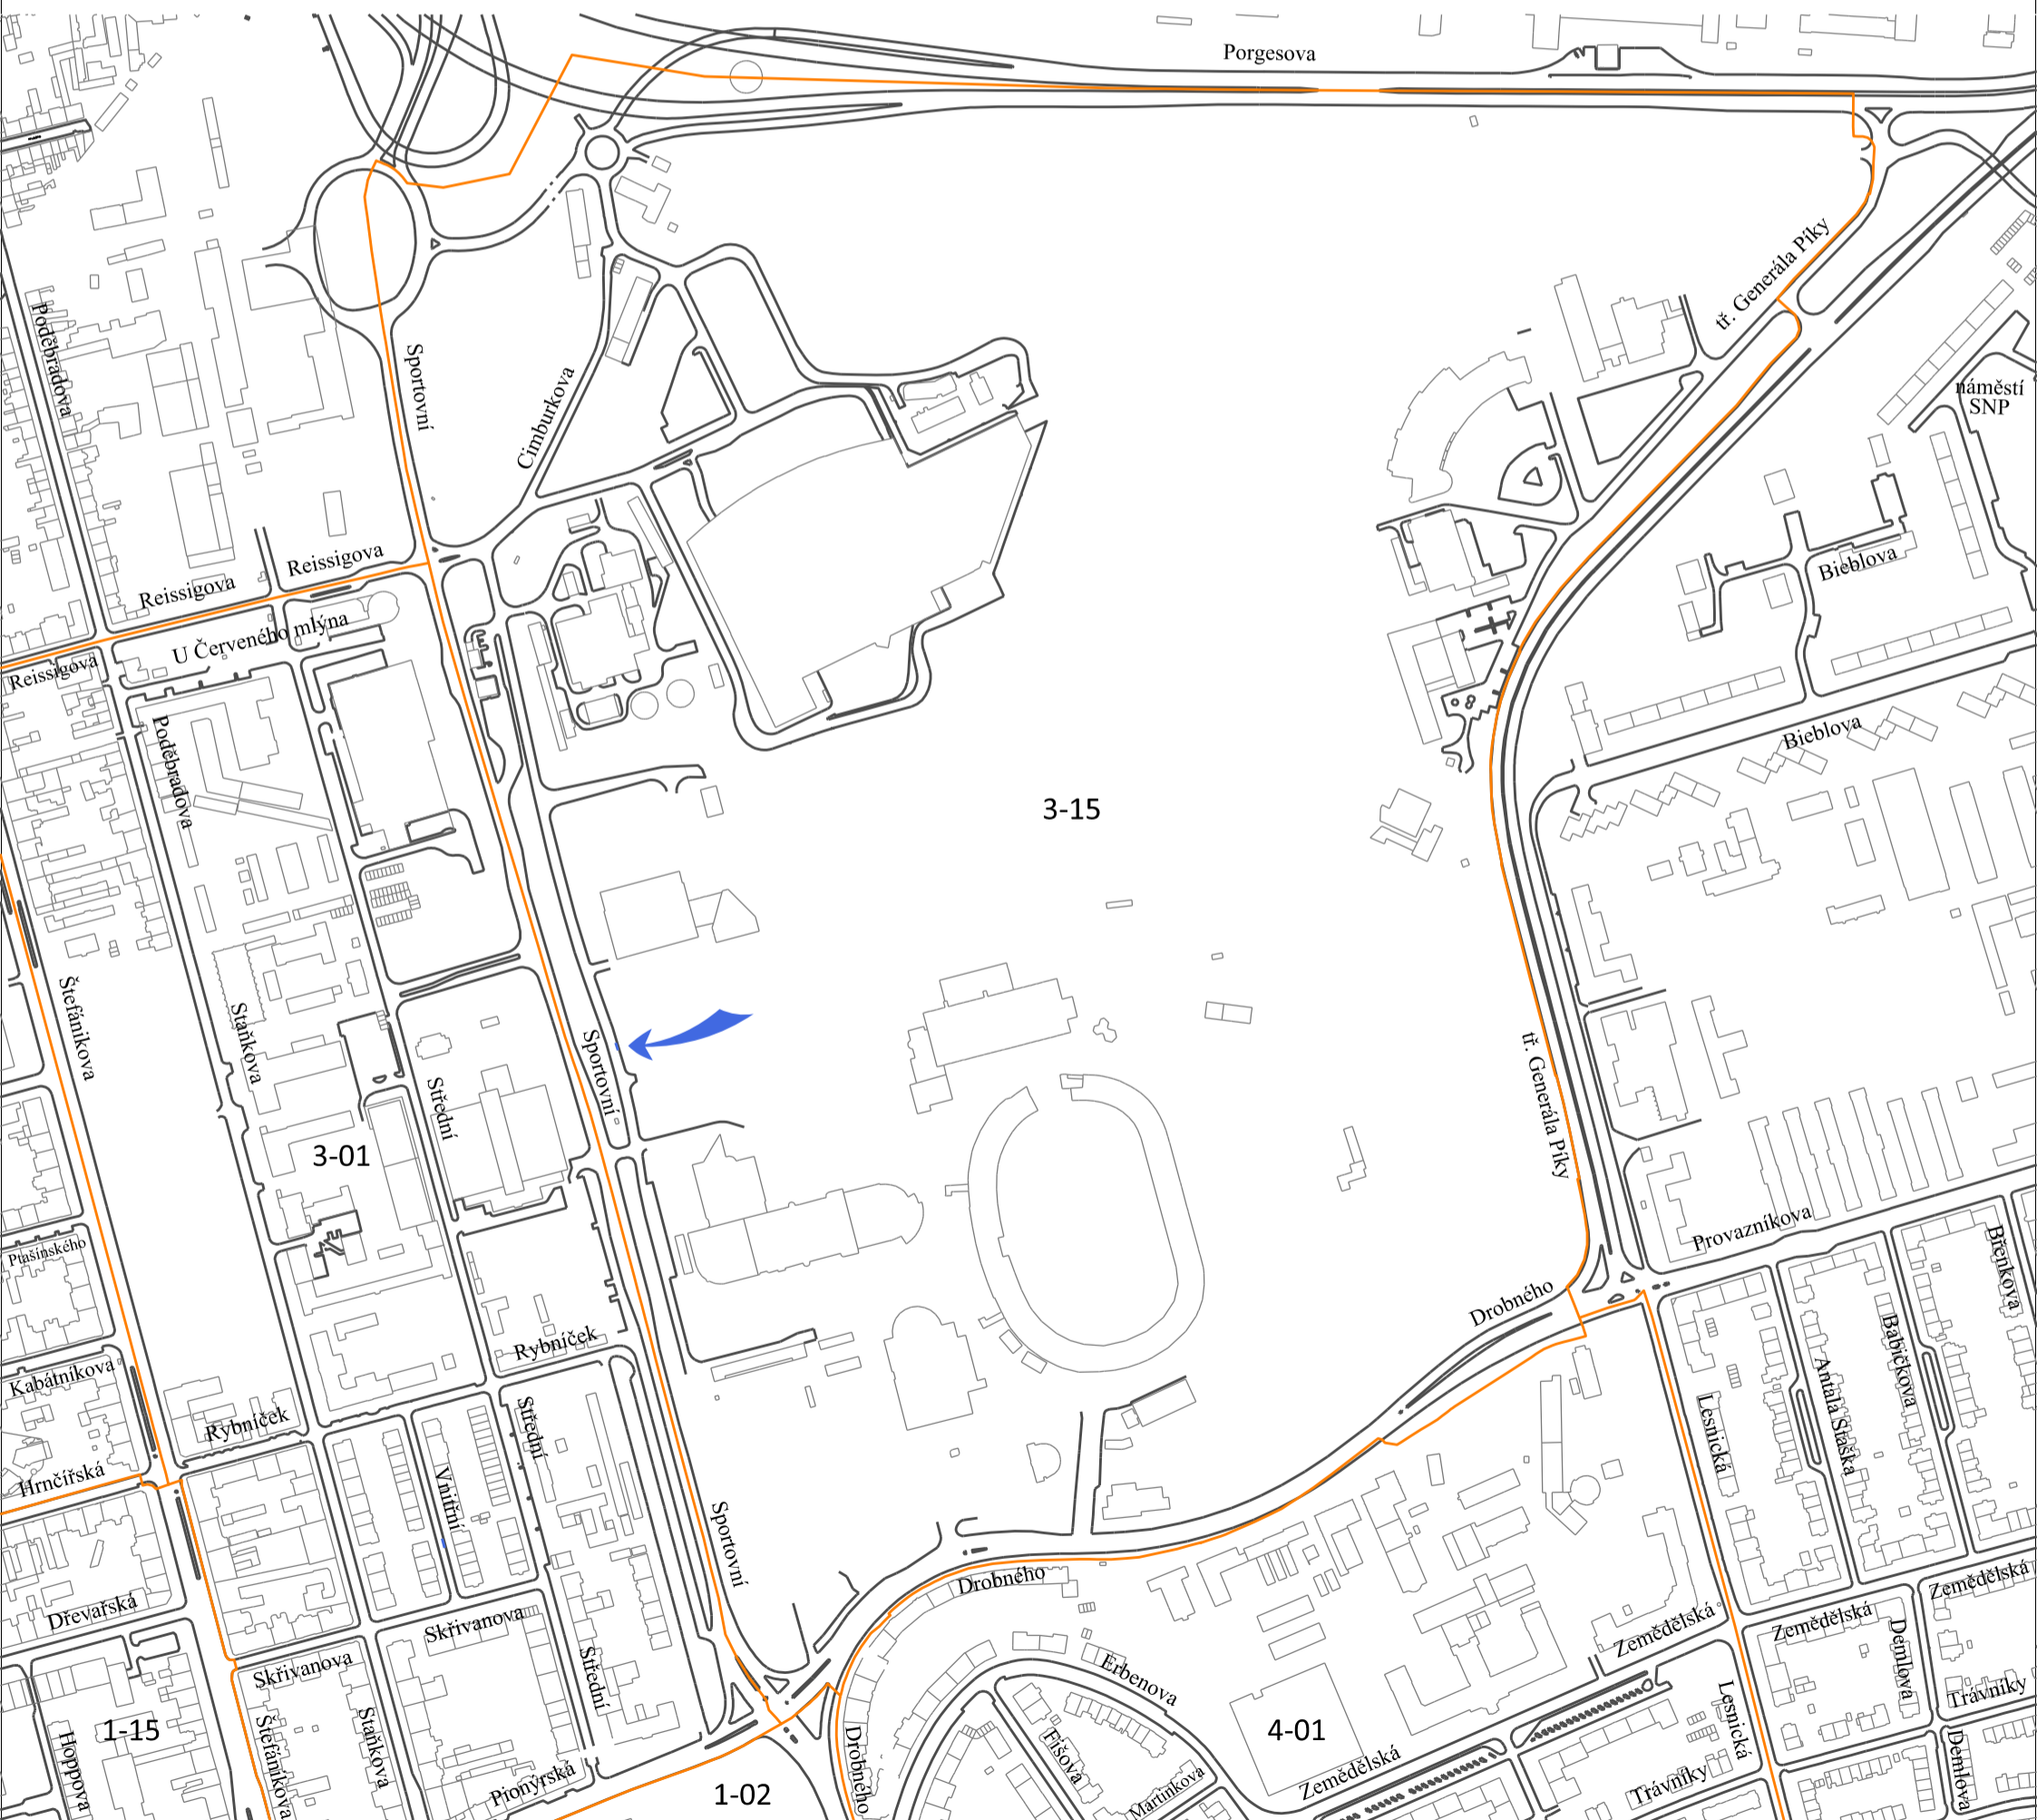 Porgesova
tř. Generála Píky
Poděbradova
Sportovní
Cimburkova
náměstí
SNP
Reissigova
Reissigova
Bieblova
U Červeného mlýna
Reissigova
Poděbradova
Bieblova
3-15
Štefánikova
Staňkova
Sportovní
Střední
tř. Generála Píky
3-01
Provazníkova
Ptašínského
Břenkova
Drobného
Rybníček
Babičkova
Kabátníkova
Antala Staška
Lesnická
Rybníček
Střední
Hrnčířská
Vnitřní
Sportovní
Drobného
Zemědělská
Dřevařská
Skřivanova
Zemědělská
Zemědělská
Skřivanova
Střední
Erbenova
Demlova
Trávníky
1-15
Hoppova
Štefánikova
Staňkova
Drobného
Fišova
4-01
Lesnická
Zemědělská
Demlova
Pionýrská
1-02
Martinkova
Trávníky